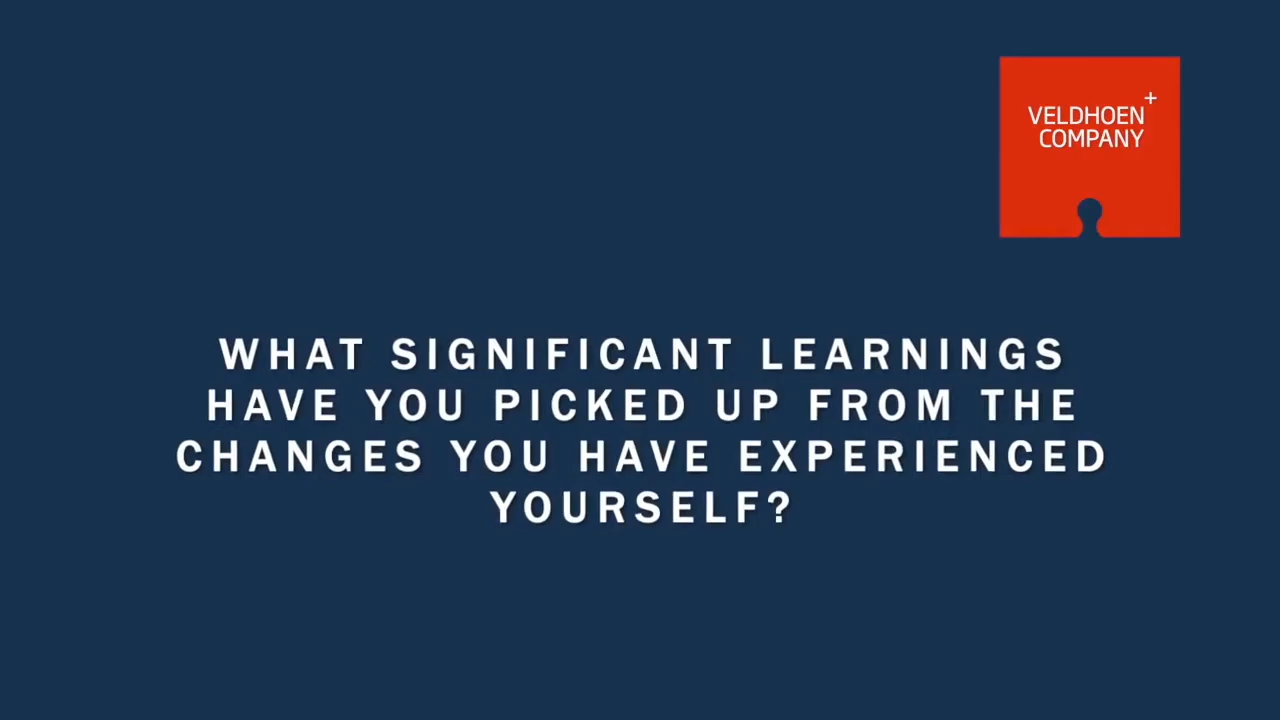 VELDHOEN+
COMPANY
WHAT SIGNIFICANT LEARNINGS
HAVE YOU PICKED UP FROM THE
CHANGES YOU HAVE EXPERIENCED
YOURSELF?